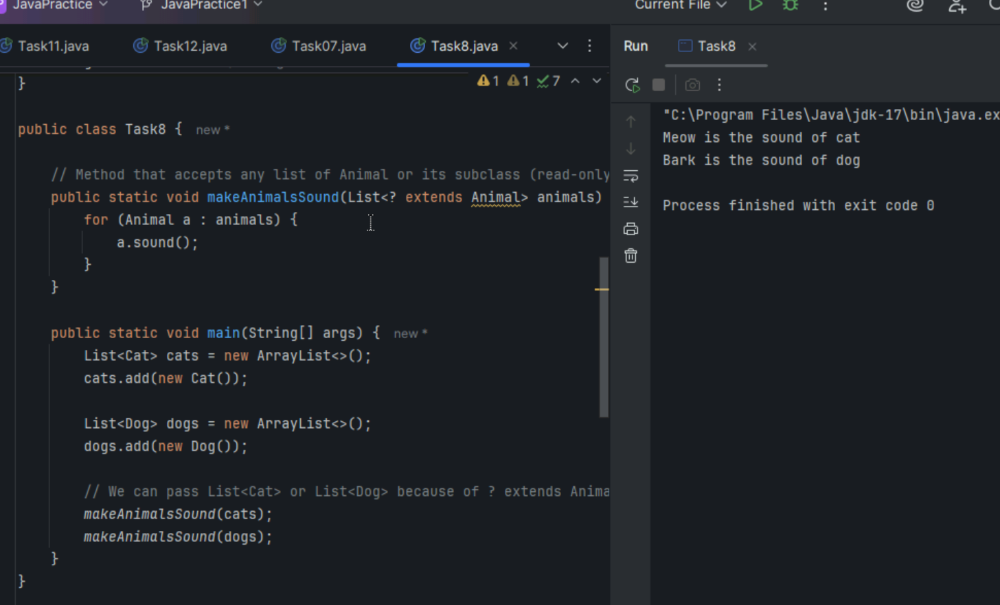 JavaPractice
JavaPractice1
Current File
Task11.java
Task12.java
Task07.java
Task8.java
Run
Task8
1
1
7
}
public class Task8 { new *
// Method that accepts any list of Animal or its subclass (read-only
public static void makeAnimalsSound(List<? extends Animal> animals)
for (Animal a : animals) {
a.sound();
}
}
public static void main(String[] args) { new *
List<Cat> cats = new ArrayList<>();
cats.add(new Cat());
List<Dog> dogs = new ArrayList<>();
dogs.add(new Dog());
// We can pass List<Cat> or List<Dog> because of ? extends Anima
makeAnimalsSound(cats);
makeAnimalsSound(dogs);
}
}
"C:\Program Files\Java\jdk-17\bin\java.ex
Meow is the sound of cat
Bark is the sound of dog
Process finished with exit code 0